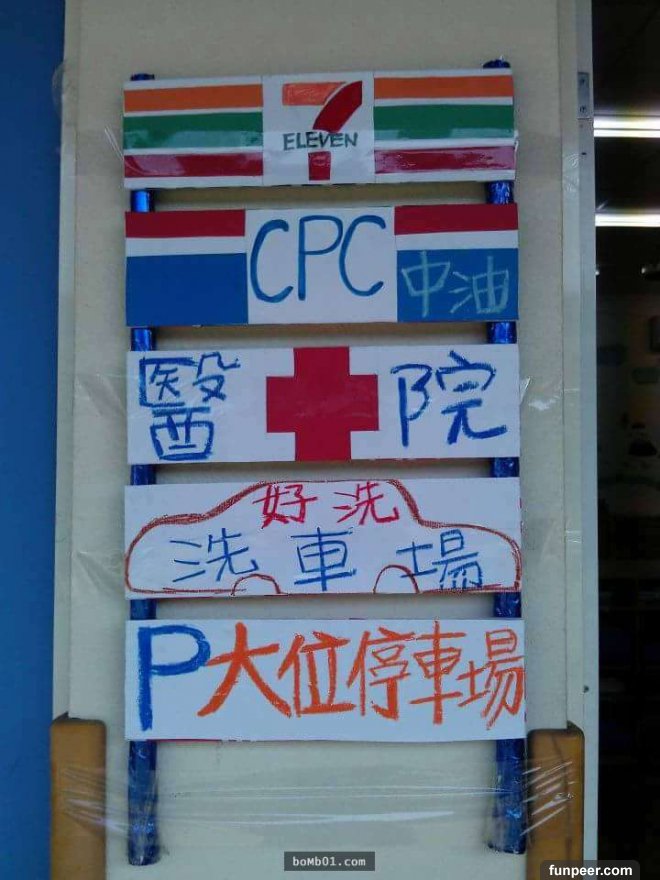 7
ELEVEN
CPC 中油
醫院
好洗
洗車場
P大位停車場
boMb01.com
funpeer.com